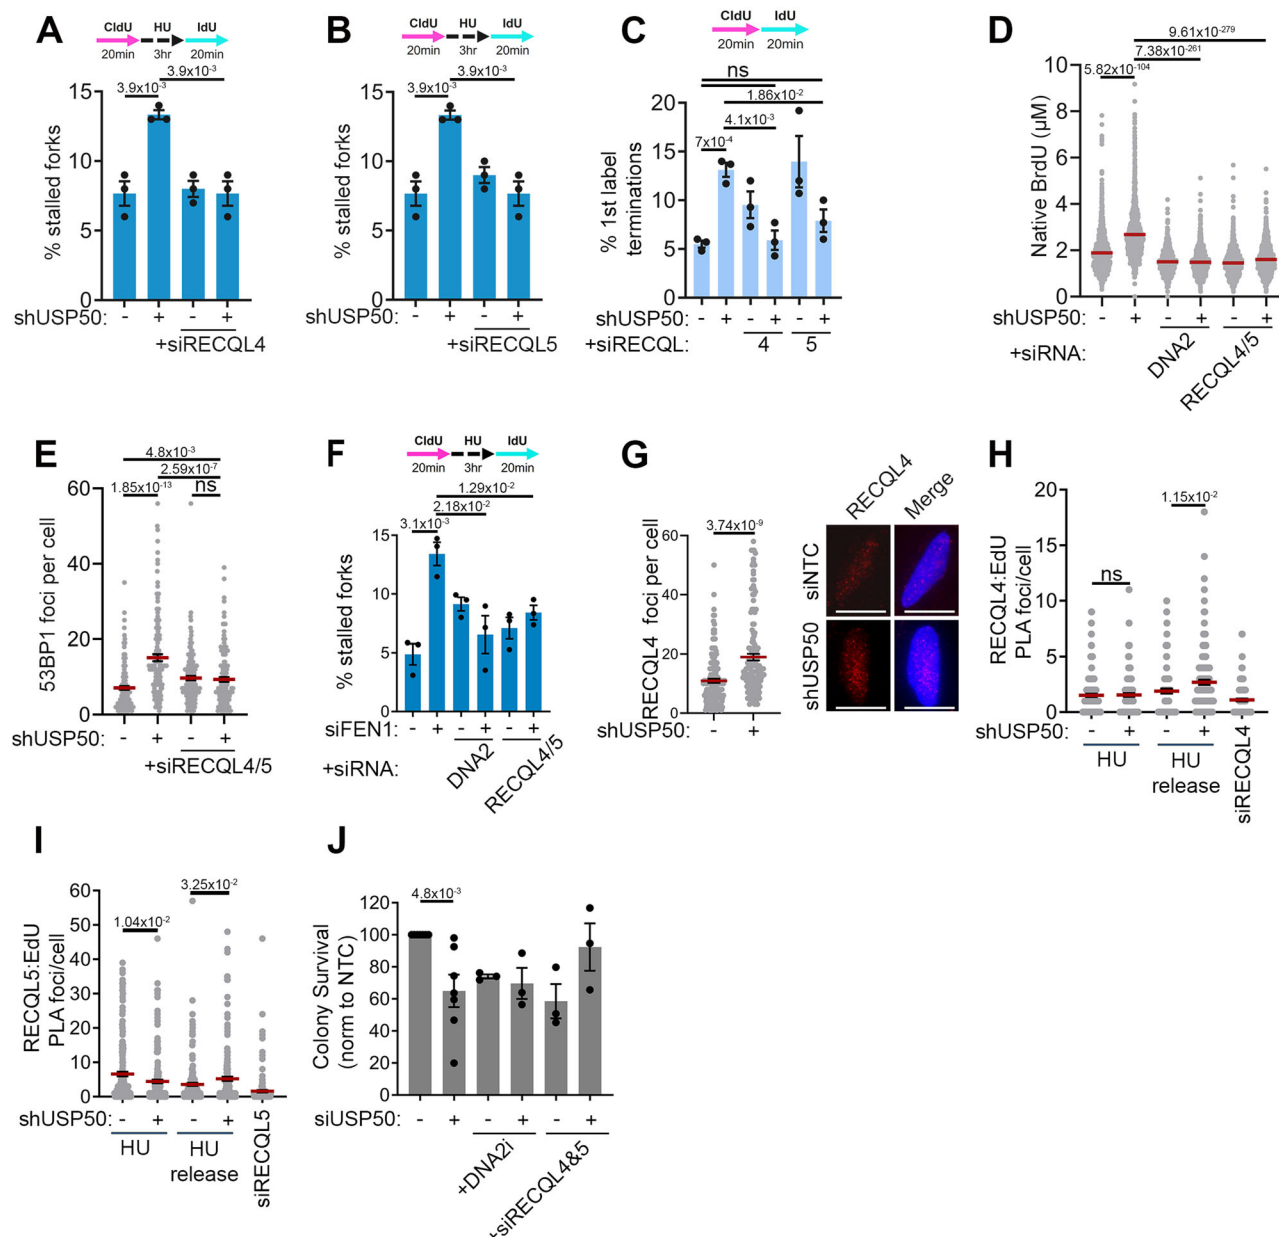 A
CldU HU IdU
20min 3hr 20min
3.9x10-3
3.9x10-3
% stalled forks
15
10
5
0
shUSP50: - + - +
+siRECQL4
B
CldU HU IdU
20min 3hr 20min
3.9x10-3
3.9x10-3
% stalled forks
15
10
5
0
shUSP50: - + - +
+siRECQL5
C
CldU IdU
20min 20min
ns
1.86x10-2
4.1x10-3
7x10-4
% 1st label
terminations
20
15
10
5
0
shUSP50: - + - + - +
+siRECQL: 4 5
D
9.61x10-279
7.38x10-261
5.82x10-104
Native BrdU (µM)
10
8
6
4
2
0
shUSP50: - + - + - +
+siRNA:
DNA2
RECQL4/5
E
4.8x10-3
2.59x10-7
1.85x10-13
ns
53BP1 foci per cell
60
40
20
0
shUSP50: - + - +
+siRECQL4/5
F
CldU HU IdU
20min 3hr 20min
1.29x10-2
2.18x10-2
3.1x10-3
% stalled forks
15
10
5
0
siFEN1: - + - + - +
+siRNA:
DNA2
RECQL4/5
G
3.74x10-9
RECQL4 foci per cell
60
40
20
0
shUSP50: - +
RECQL4
Merge
siNTC
shUSP50
H
1.15x10-2
ns
RECQL4:EdU
PLA foci/cell
20
15
10
5
0
shUSP50: - + - +
HU
HU
release
siRECQL4
I
3.25x10-2
1.04x10-2
RECQL5:EdU
PLA foci/cell
60
50
40
30
20
10
0
shUSP50: - + - +
HU
HU
release
siRECQL5
J
4.8x10-3
Colony Survival
(norm to NTC)
120
100
80
60
40
20
0
siUSP50: - + - + - +
+DNA2i
+siRECQL4&5